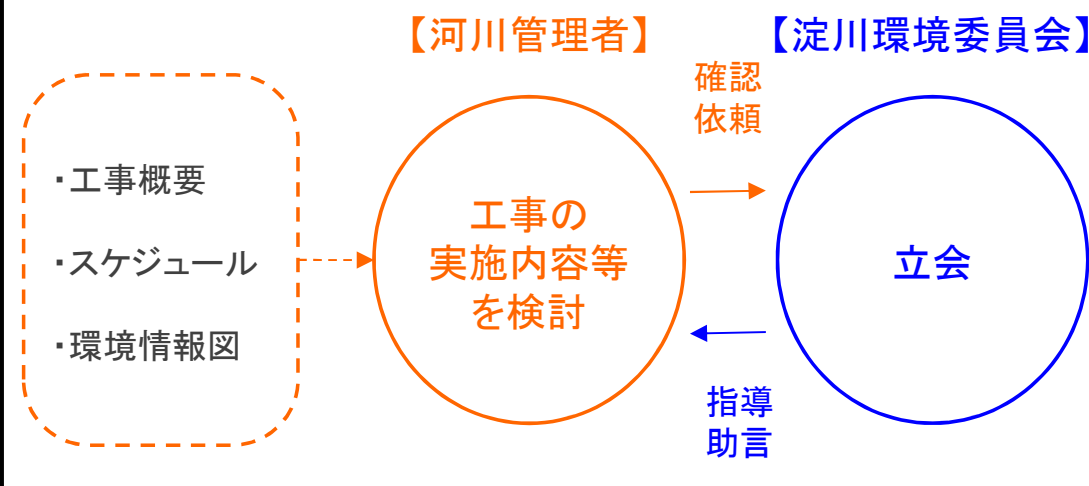 【河川管理者】
【淀川環境委員会】
確認
依頼
・工事概要
・スケジュール
・環境情報図
工事の
実施内容等
を検討
立会
指導
助言